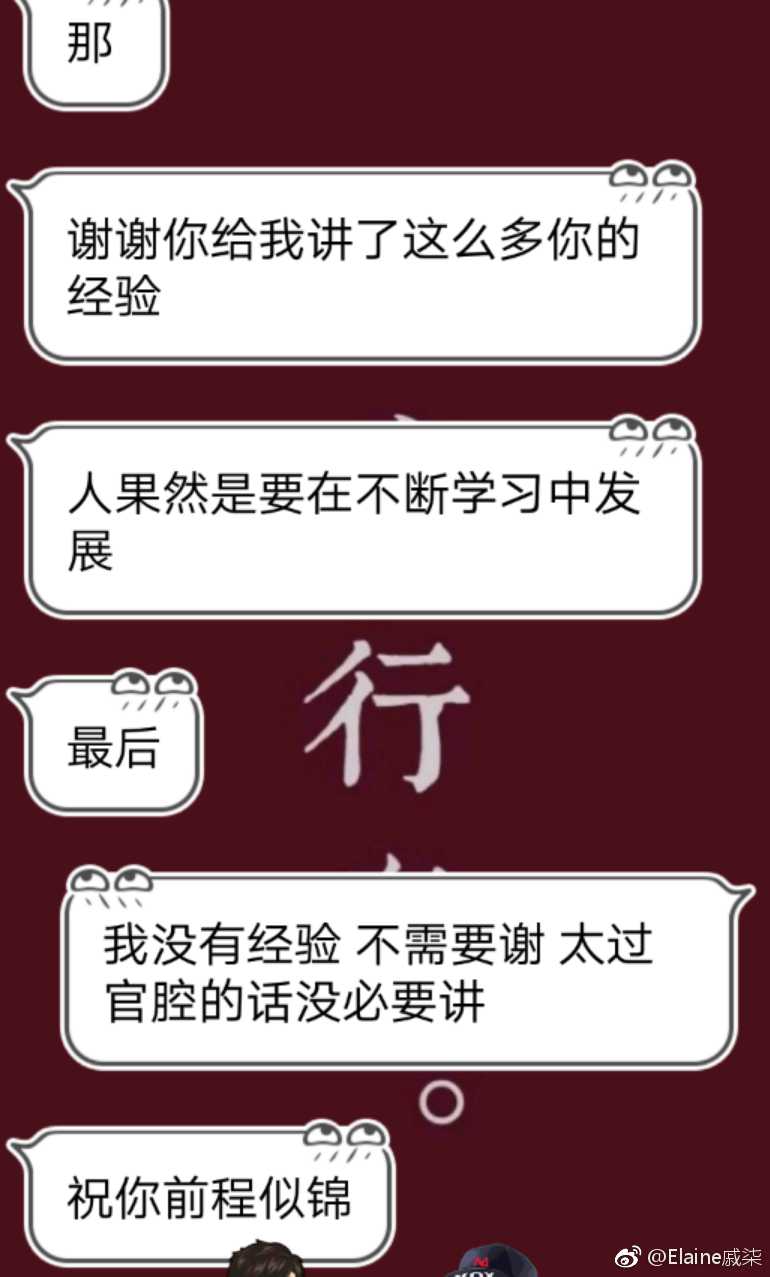 那
谢谢你给我讲了这么多你的
经验
人果然是要在不断学习中发
展
行
最后
我没有经验 不需要谢 太过
官腔的话没必要讲
祝你前程似锦
@Elaine戚柒